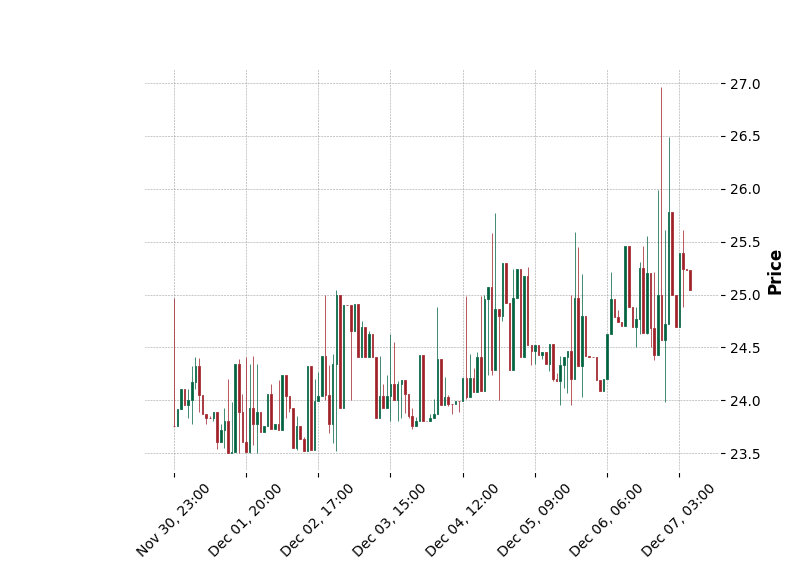 27.0
26.5
26.0
25.5
25.0
24.5
24.0
23.5
Price
Nov 30, 23:00
Dec 01, 20:00
Dec 02, 17:00
Dec 03, 15:00
Dec 04, 12:00
Dec 05, 09:00
Dec 06, 06:00
Dec 07, 03:00